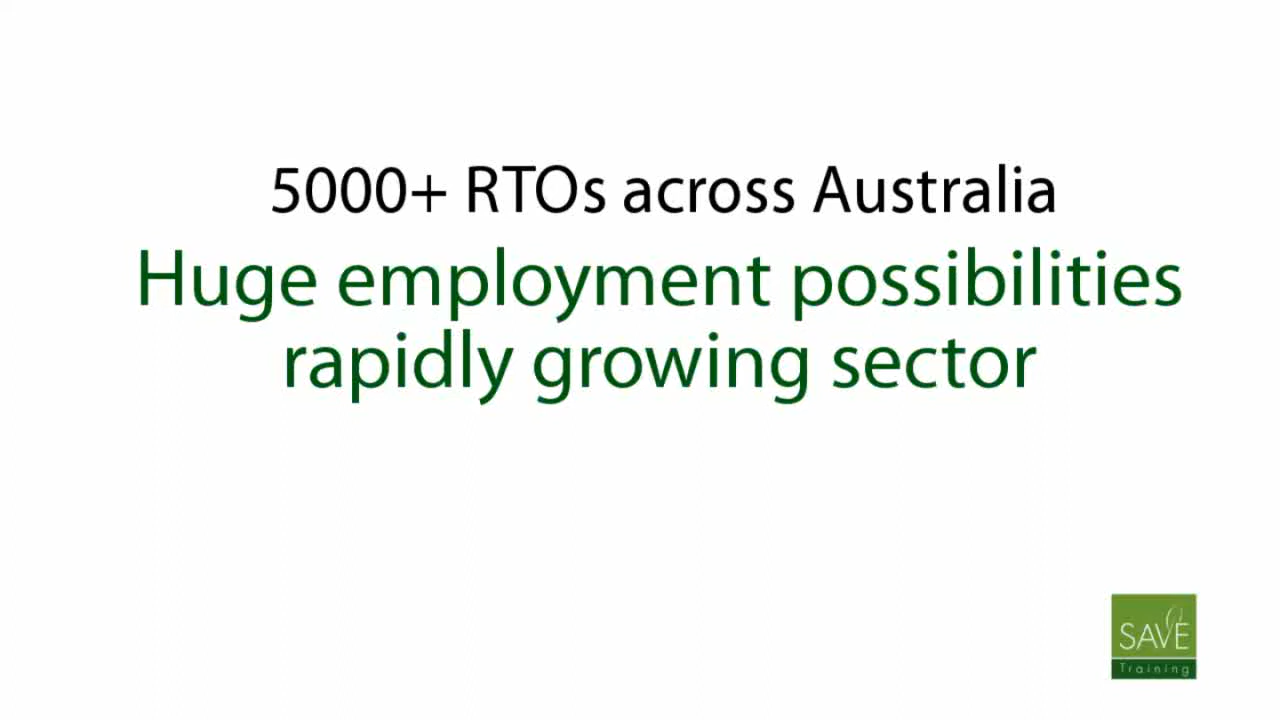 5000+ RTOs across Australia
Huge employment possibilities
rapidly growing sector
SAVE
Training